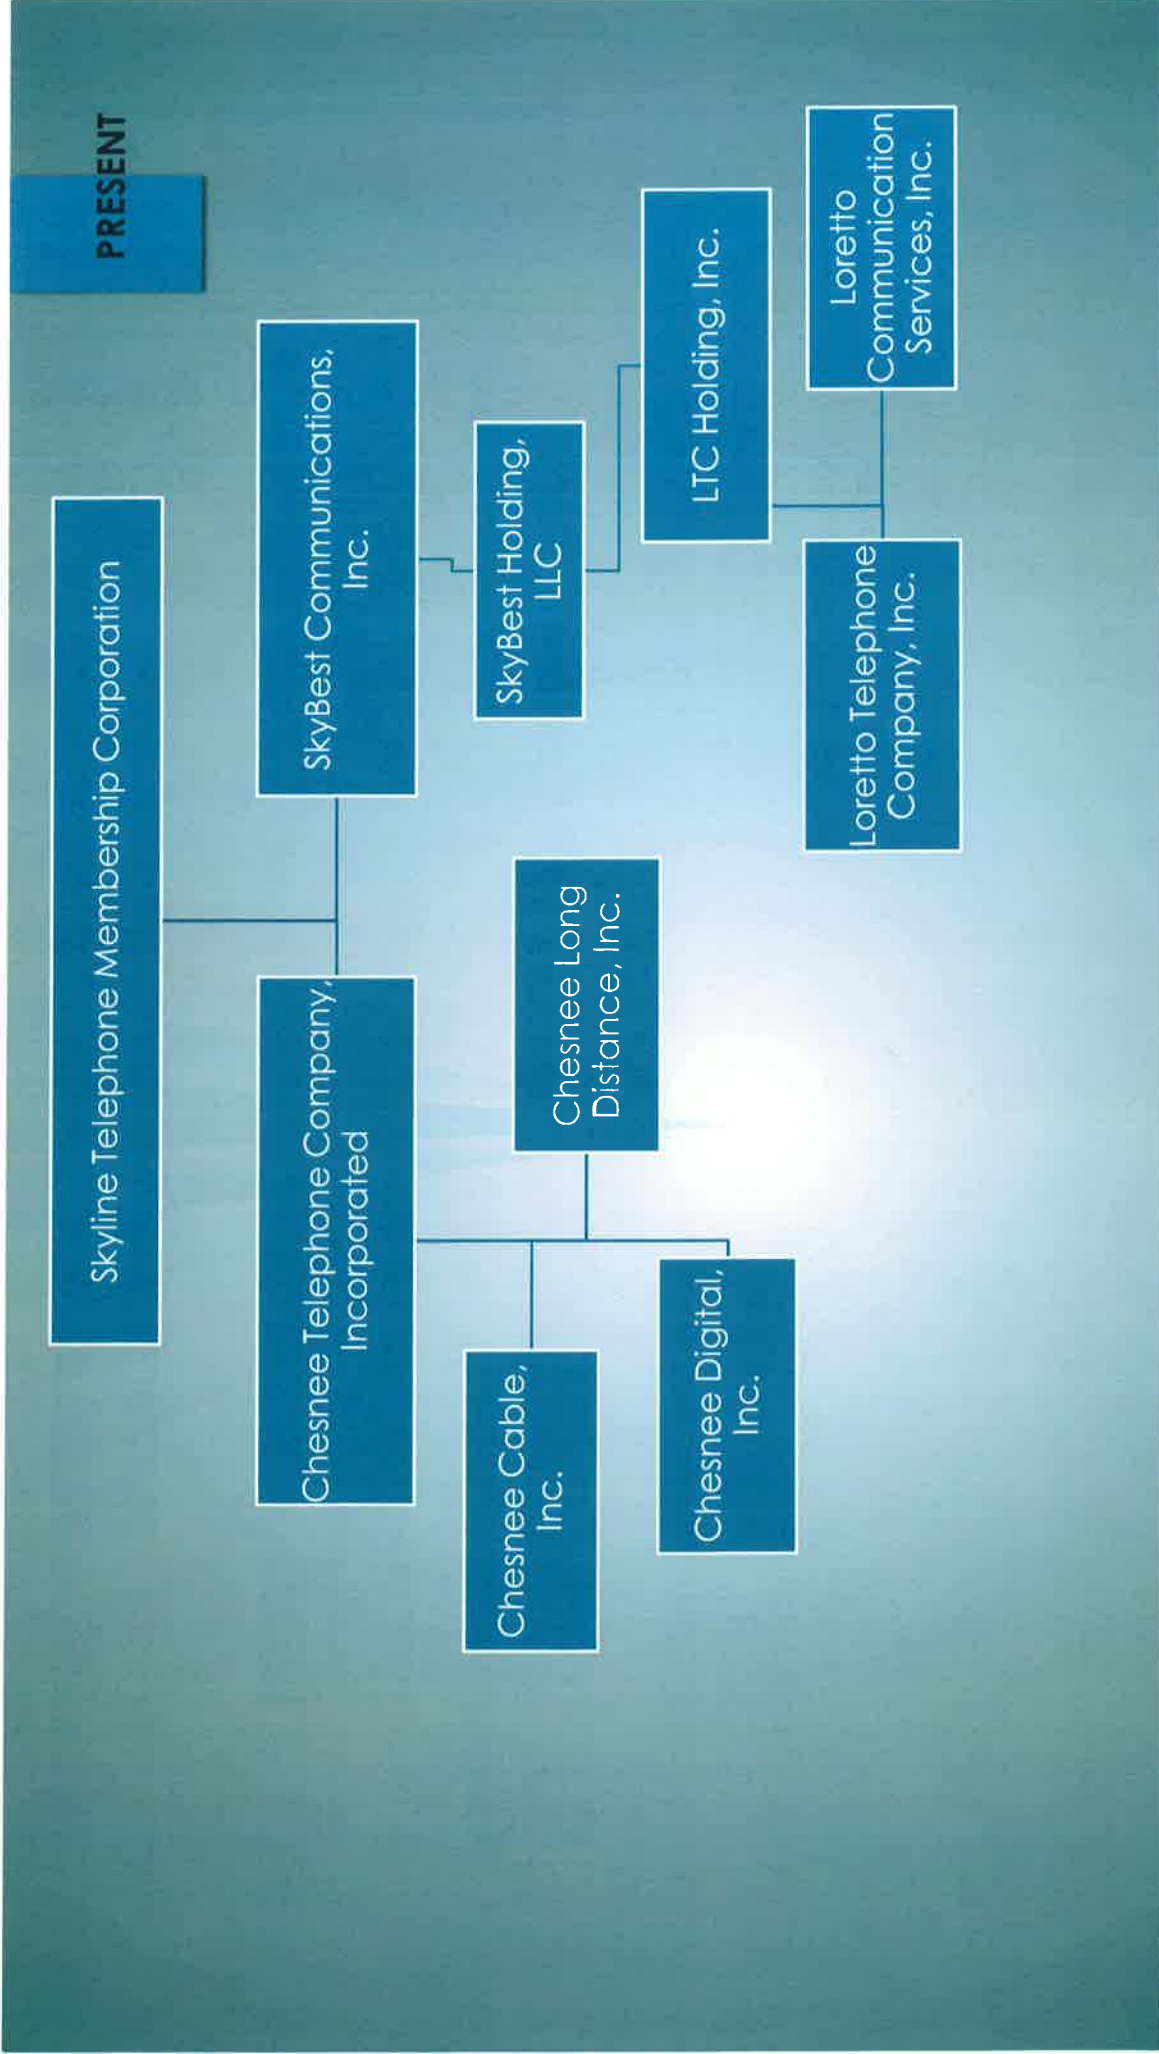 PRESENT
Skyline Telephone Membership Corporation
Chesnee Telephone Company,
Incorporated
SkyBest Communications,
Inc.
Chesnee Cable,
Inc.
Chesnee Long
Distance, Inc.
SkyBest Holding,
LLC
Chesnee Digital,
Inc.
LTC Holding, Inc.
Loretto Telephone
Company, Inc.
Loretto
Communication
Services, Inc.